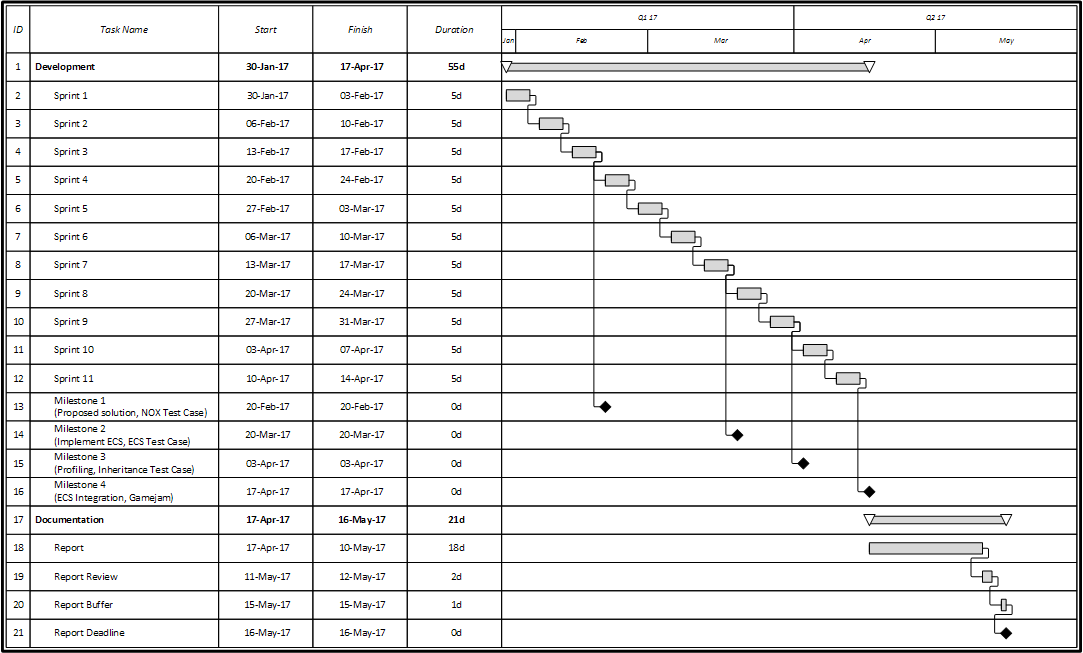 ID Task Name Start Finish Duration Q1 17 Q2 17
Jan Feb Mar Apr May
1 Development 30-Jan-17 17-Apr-17 55d
2 Sprint 1 30-Jan-17 03-Feb-17 5d
3 Sprint 2 06-Feb-17 10-Feb-17 5d
4 Sprint 3 13-Feb-17 17-Feb-17 5d
5 Sprint 4 20-Feb-17 24-Feb-17 5d
6 Sprint 5 27-Feb-17 03-Mar-17 5d
7 Sprint 6 06-Mar-17 10-Mar-17 5d
8 Sprint 7 13-Mar-17 17-Mar-17 5d
9 Sprint 8 20-Mar-17 24-Mar-17 5d
10 Sprint 9 27-Mar-17 31-Mar-17 5d
11 Sprint 10 03-Apr-17 07-Apr-17 5d
12 Sprint 11 10-Apr-17 14-Apr-17 5d
13 Milestone 1
(Proposed solution, NOX Test Case) 20-Feb-17 20-Feb-17 0d
14 Milestone 2
(Implement ECS, ECS Test Case) 20-Mar-17 20-Mar-17 0d
15 Milestone 3
(Profiling, Inheritance Test Case) 03-Apr-17 03-Apr-17 0d
16 Milestone 4
(ECS Integration, Gamejam) 17-Apr-17 17-Apr-17 0d
17 Documentation 17-Apr-17 16-May-17 21d
18 Report 17-Apr-17 10-May-17 18d
19 Report Review 11-May-17 12-May-17 2d
20 Report Buffer 15-May-17 15-May-17 1d
21 Report Deadline 16-May-17 16-May-17 0d